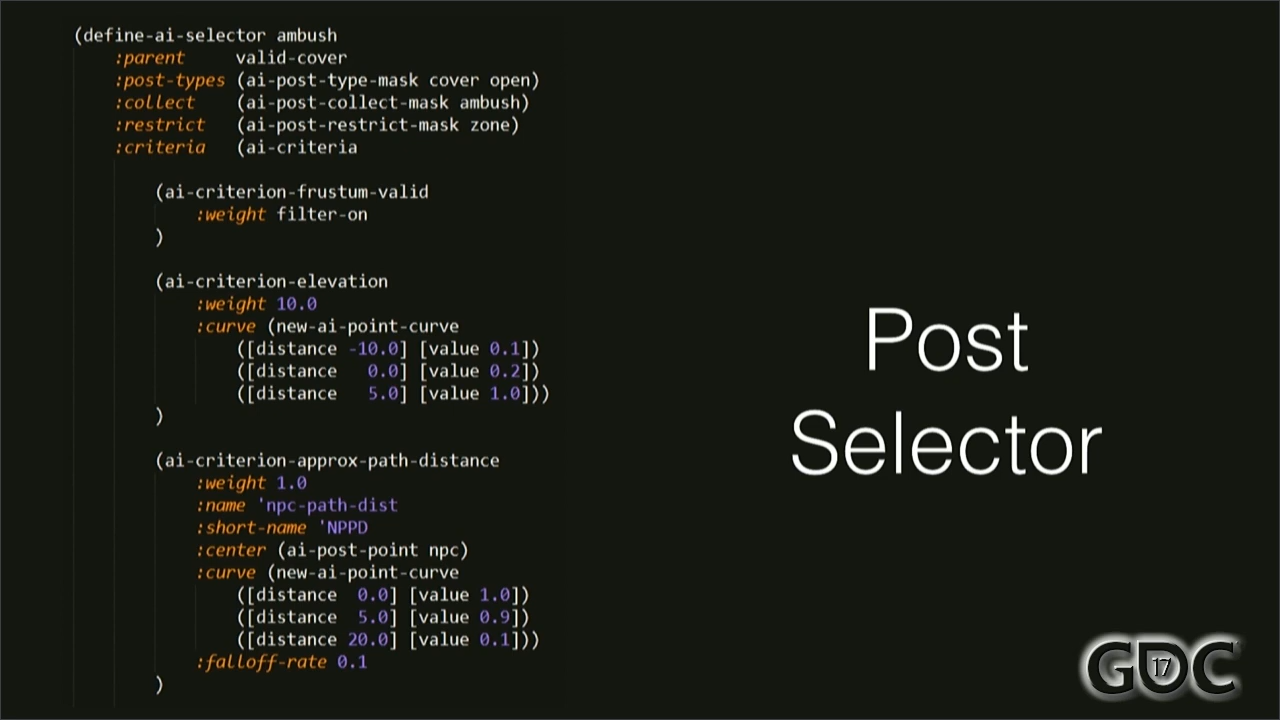 (define-ai-selector ambush
:parent valid-cover
:post-types (ai-post-type-mask cover open)
:collect (ai-post-collect-mask ambush)
:restrict (ai-post-restrict-mask zone)
:criteria (ai-criteria
(ai-criterion-frustum-valid
:weight filter-on
)
(ai-criterion-elevation
:weight 10.0
:curve (new-ai-point-curve
([distance -10.0] [value 0.1])
([distance 0.0] [value 0.2])
([distance 5.0] [value 1.0]))
)
(ai-criterion-approx-path-distance
:weight 1.0
:name 'npc-path-dist
:short-name 'NPPD
:center (ai-post-point npc)
:curve (new-ai-point-curve
([distance 0.0] [value 1.0])
([distance 5.0] [value 0.9])
([distance 20.0] [value 0.1]))
:falloff-rate 0.1
)
Post
Selector
GDC
17